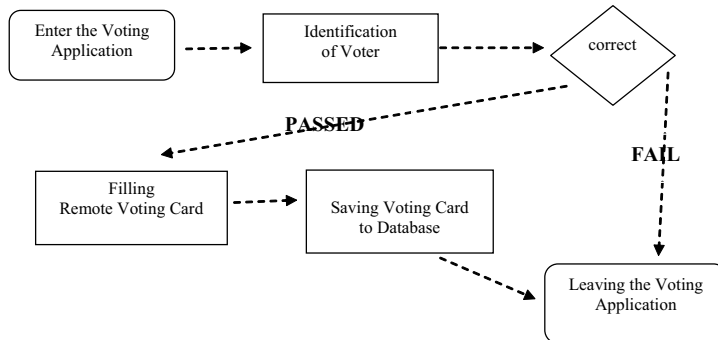 Enter the Voting
Application
Identification
of Voter
correct
PASSED
FAIL
Filling
Remote Voting Card
Saving Voting Card
to Database
Leaving the Voting
Application